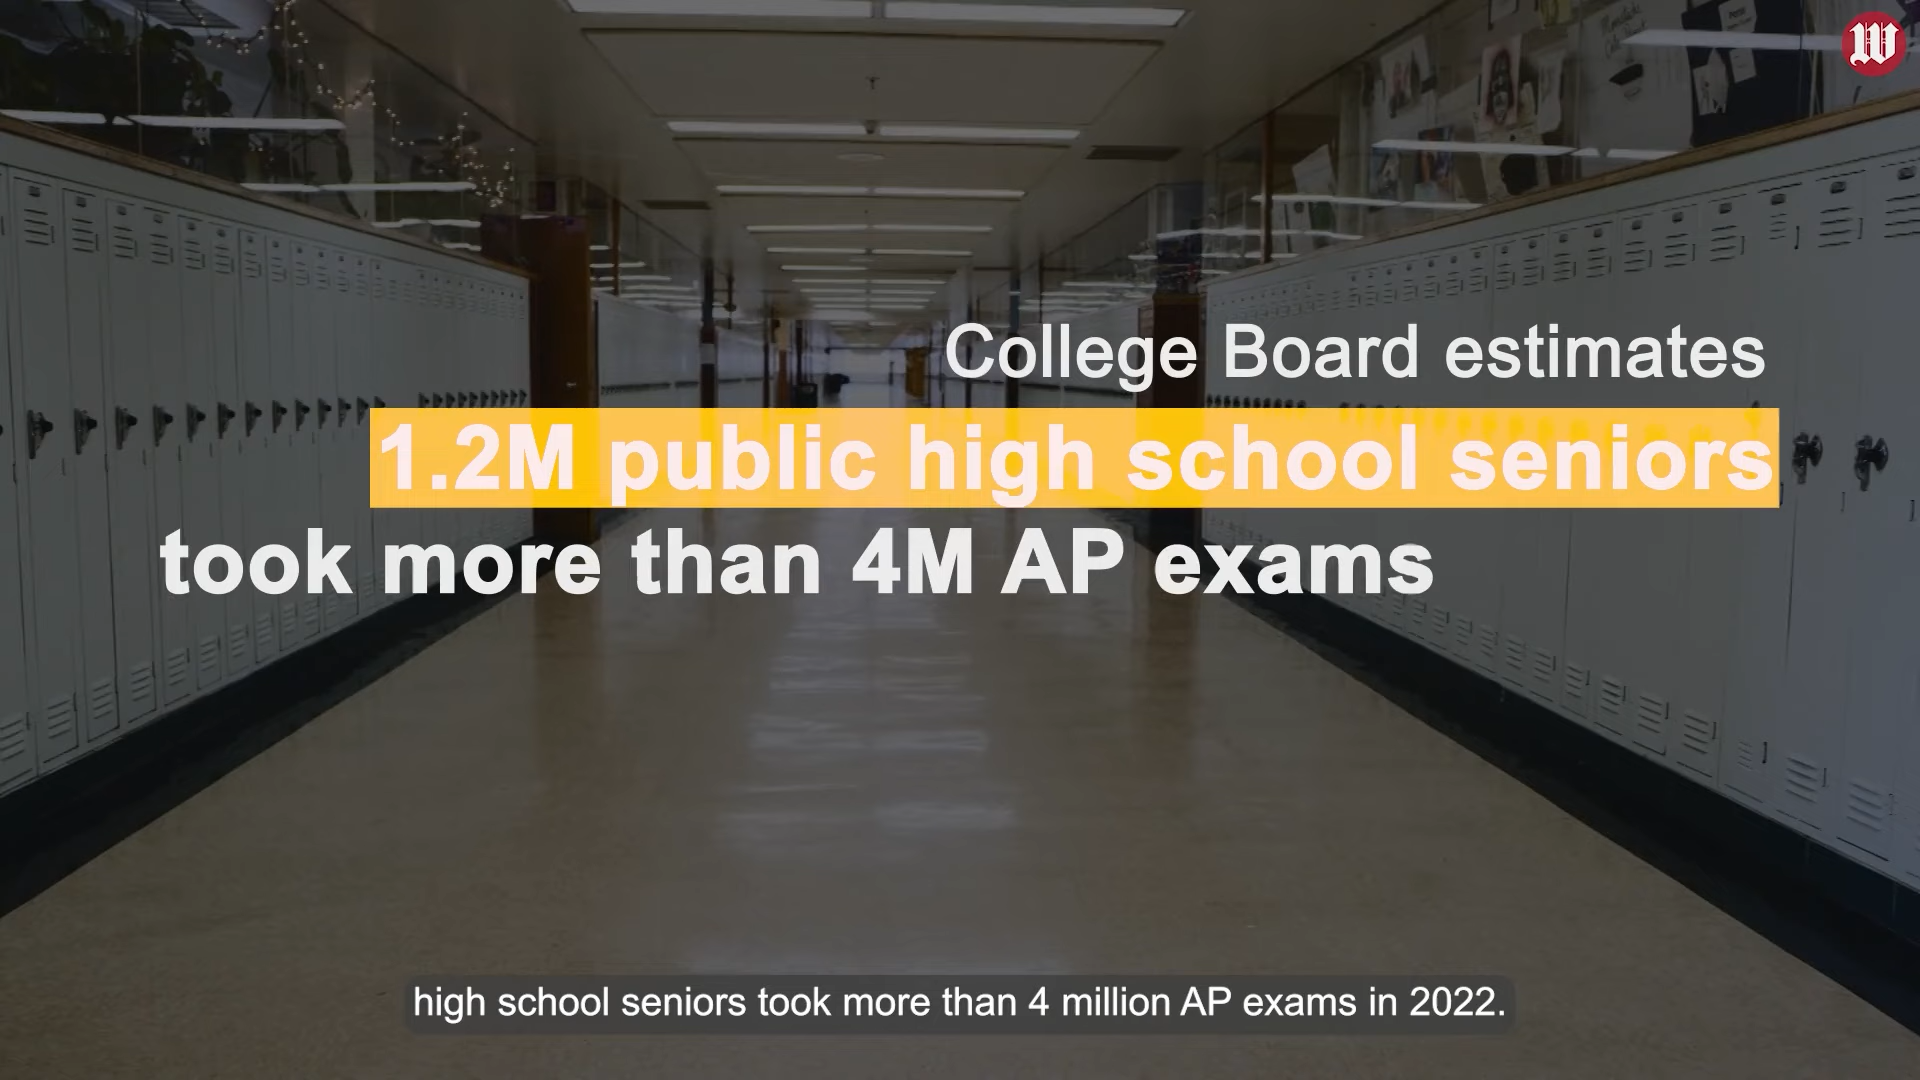 W
College Board estimates
1.2M public high school seniors
took more than 4M AP exams
high school seniors took more than 4 million AP exams in 2022.